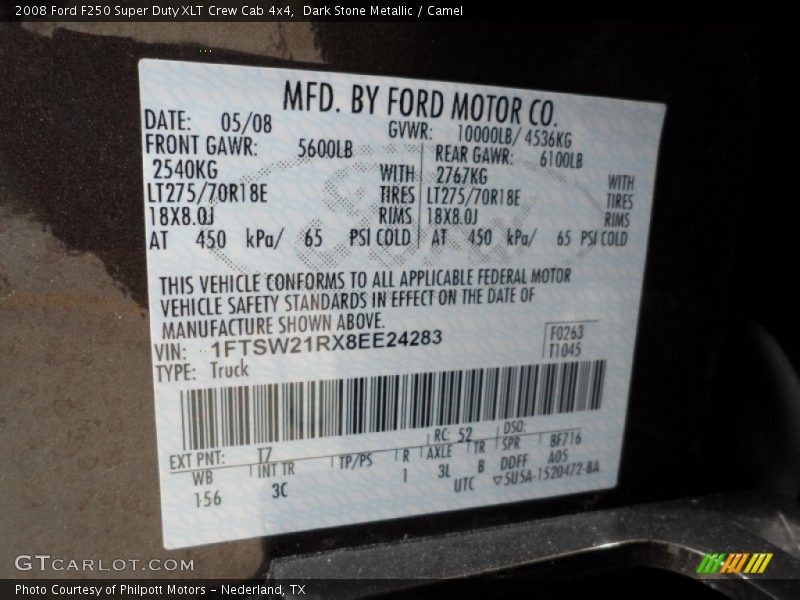 2008 Ford F250 Super Duty XLT Crew Cab 4x4, Dark Stone Metallic / Camel
MFD. BY FORD MOTOR CO.
DATE: 05/08 GVWR: 10000LB/ 4536KG
FRONT GAWR: 5600LB REAR GAWR: 6100LB
2540KG WITH 2767KG WITH
LT275/70R18E TIRES LT275/70R18E TIRES
18X8.0J RIMS 18X8.0J RIMS
AT 450 kPa/ 65 PSI COLD AT 450 kPa/ 65 PSI COLD
THIS VEHICLE CONFORMS TO ALL APPLICABLE FEDERAL MOTOR
VEHICLE SAFETY STANDARDS IN EFFECT ON THE DATE OF
MANUFACTURE SHOWN ABOVE.
VIN: 1FTSW21RX8EE24283 F0263
TYPE: Truck T1045
EXT PNT: T7 RC: 52 DSO:
WB INT TR TP/PS R AXLE TR SPR 8F716
156 3C 1 3L B DDFF A05
UTC ▽5U5A-1520472-BA
GTCARLOT.COM
Photo Courtesy of Philpott Motors - Nederland, TX